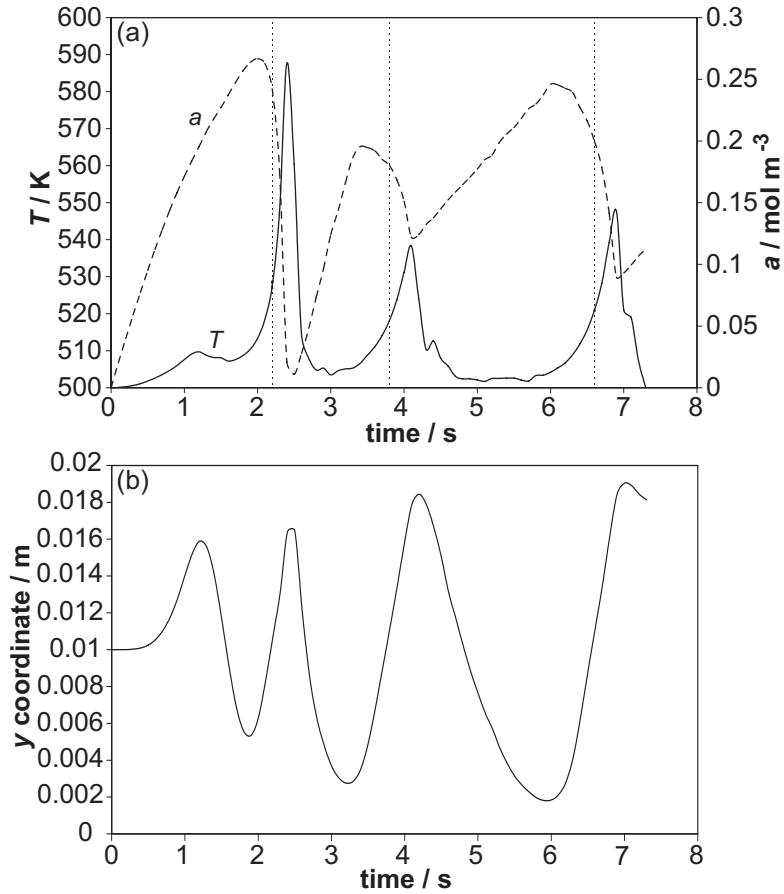 (a)
600
590
580
570
560
550
540
530
520
510
500
T / K
a
T
0.3
0.25
0.2
0.15
0.1
0.05
0
a / mol m⁻³
0 1 2 3 4 5 6 7 8
time / s
(b)
0.02
0.018
0.016
0.014
0.012
0.01
0.008
0.006
0.004
0.002
0
y coordinate / m
0 1 2 3 4 5 6 7 8
time / s